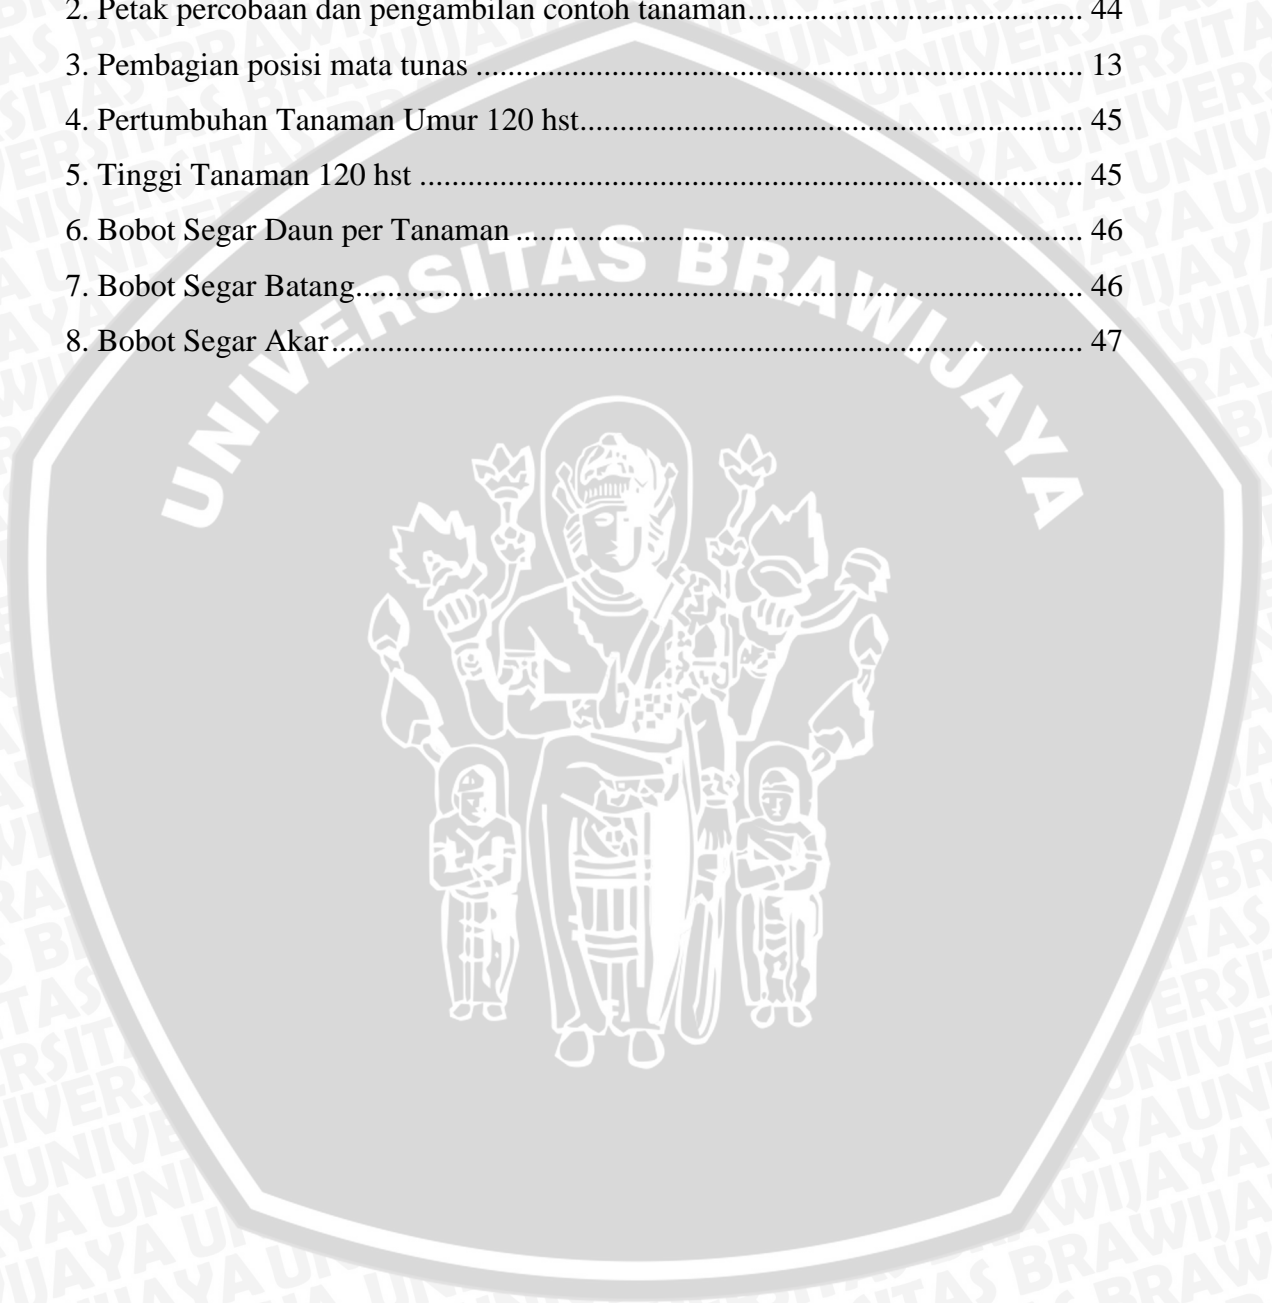 2. Petak percobaan dan pengambilan contoh tanaman.......................................... 44
3. Pembagian posisi mata tunas ............................................................................ 13
4. Pertumbuhan Tanaman Umur 120 hst............................................................... 45
5. Tinggi Tanaman 120 hst ................................................................................... 45
6. Bobot Segar Daun per Tanaman ....................................................................... 46
7. Bobot Segar Batang........................................................................................... 46
8. Bobot Segar Akar.............................................................................................. 47
UNIVERSITAS BRAWIJAYA